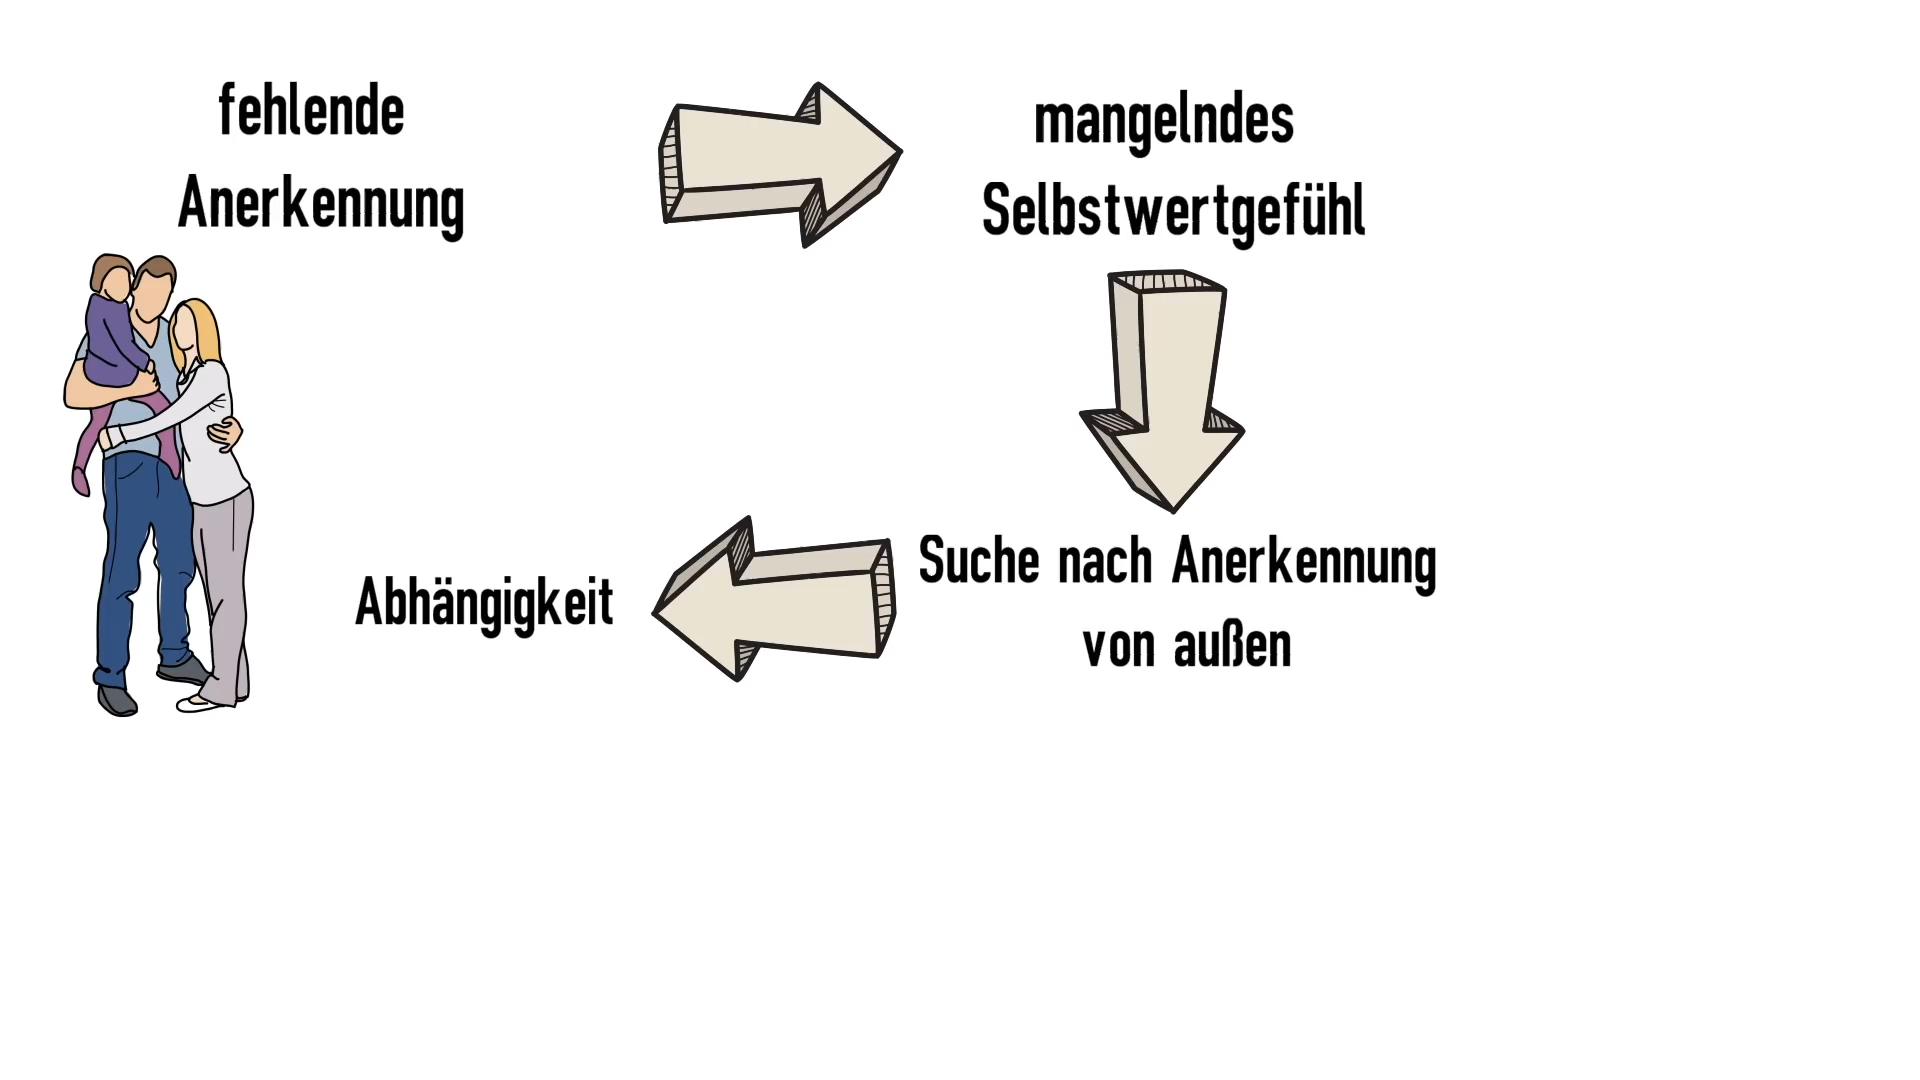 fehlende
Anerkennung
mangelndes
Selbstwertgefühl
Suche nach Anerkennung
von außen
Abhängigkeit